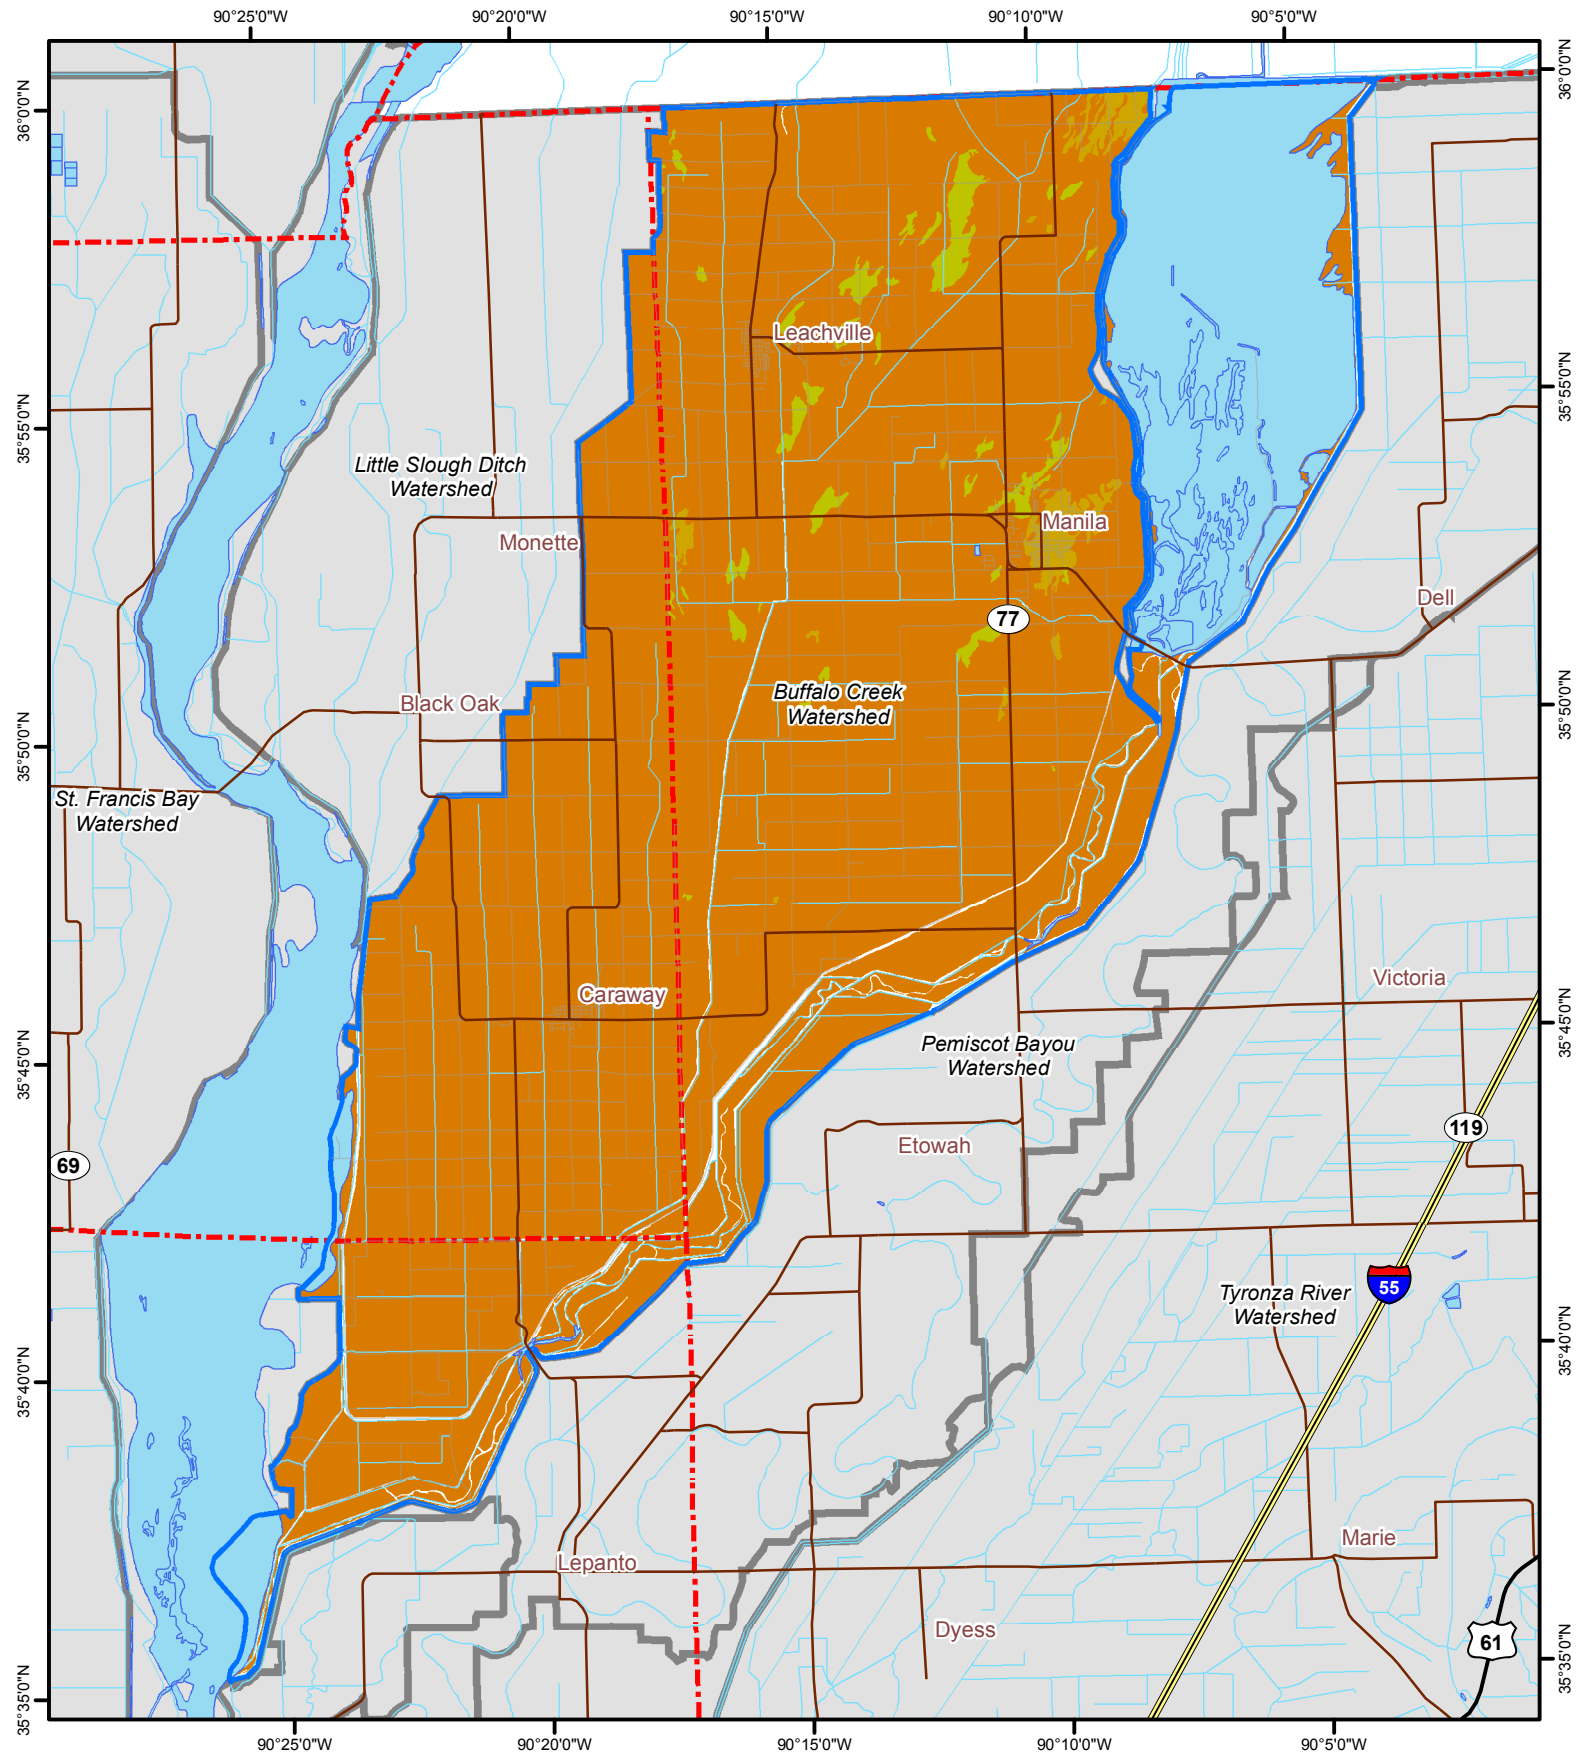 90°25'0"W
90°20'0"W
90°15'0"W
90°10'0"W
90°5'0"W
36°0'0"N
36°0'0"N
Leachville
35°55'0"N
35°55'0"N
Little Slough Ditch
Watershed
Monette
Manila
Dell
77
Black Oak
Buffalo Creek
Watershed
35°50'0"N
35°50'0"N
St. Francis Bay
Watershed
Caraway
Victoria
35°45'0"N
35°45'0"N
Pemiscot Bayou
Watershed
119
Etowah
69
55
Tyronza River
Watershed
35°40'0"N
35°40'0"N
Marie
Lepanto
Dyess
61
35°35'0"N
35°35'0"N
90°25'0"W
90°20'0"W
90°15'0"W
90°10'0"W
90°5'0"W